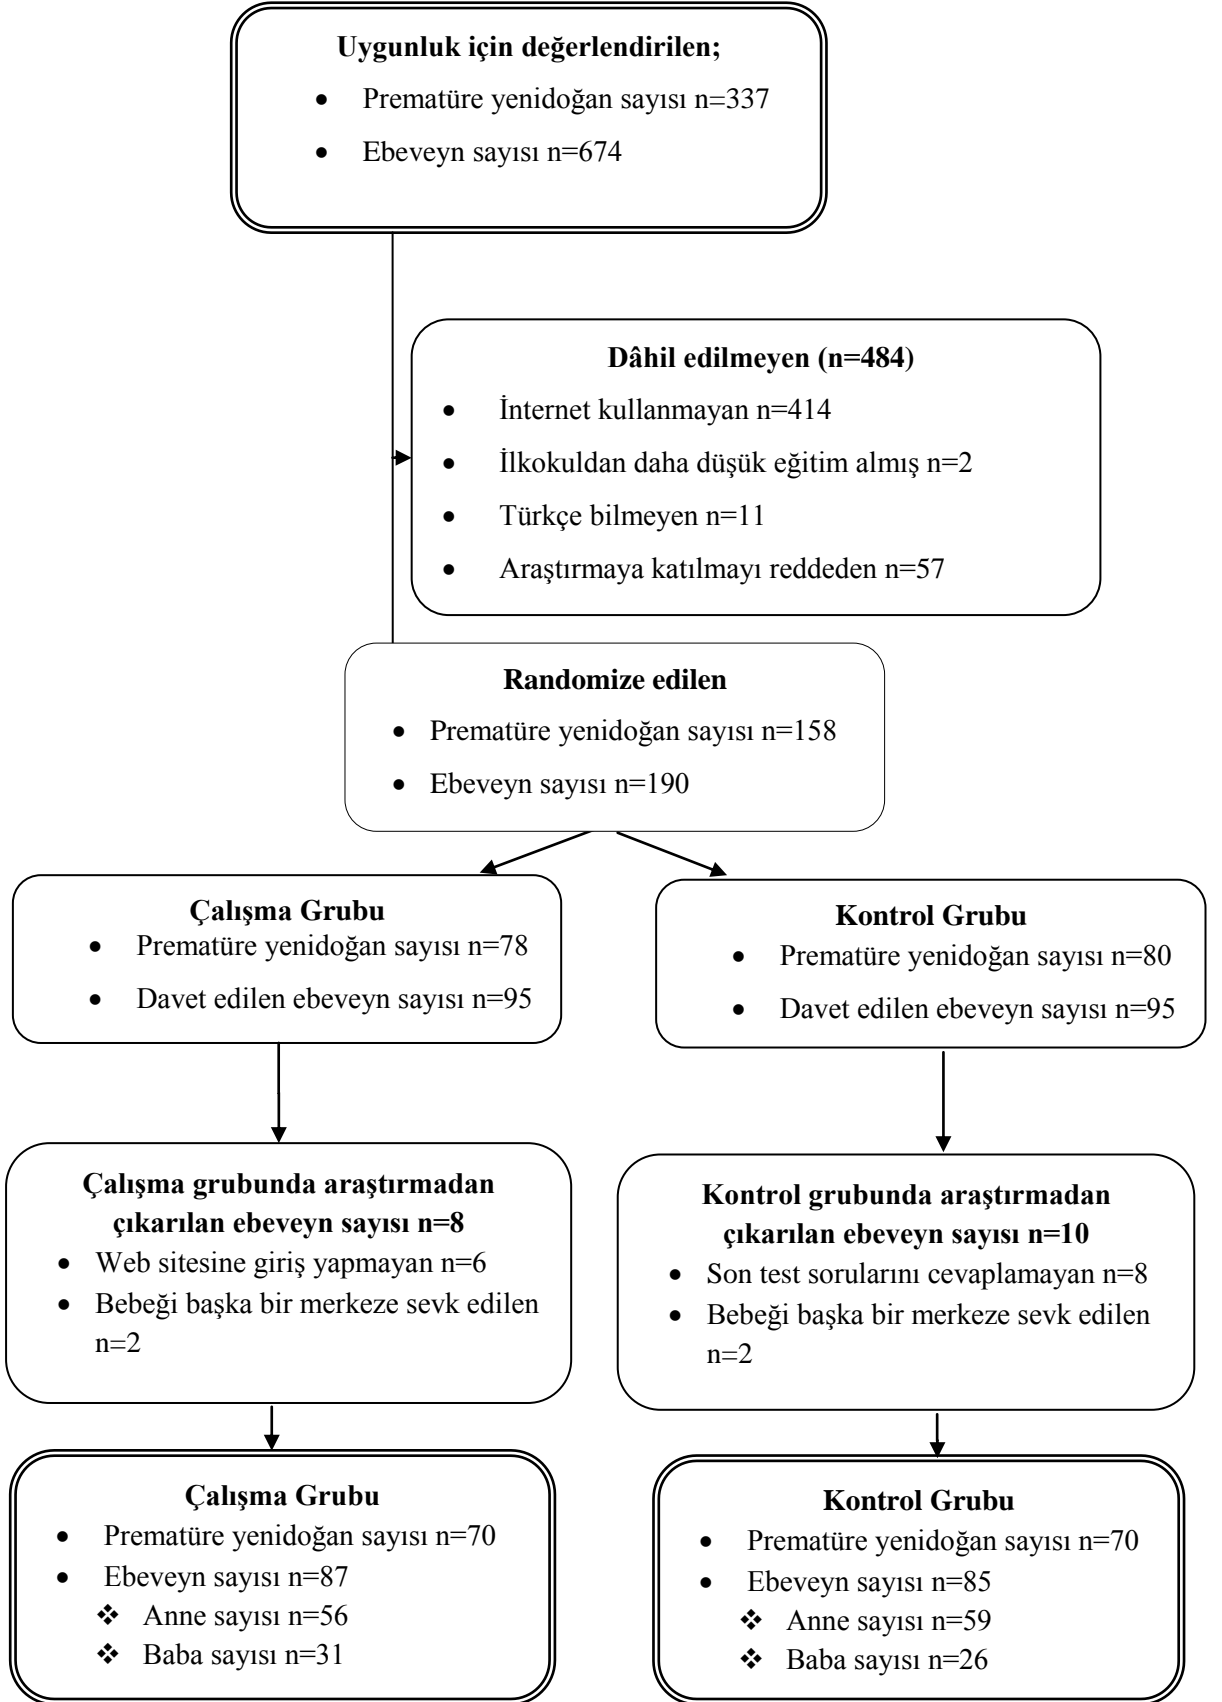 Uygunluk için değerlendirilen;
• Prematüre yenidoğan sayısı n=337
• Ebeveyn sayısı n=674
Dâhil edilmeyen (n=484)
• İnternet kullanmayan n=414
• İlkokuldan daha düşük eğitim almış n=2
• Türkçe bilmeyen n=11
• Araştırmaya katılmayı reddeden n=57
Randomize edilen
• Prematüre yenidoğan sayısı n=158
• Ebeveyn sayısı n=190
Çalışma Grubu
• Prematüre yenidoğan sayısı n=78
• Davet edilen ebeveyn sayısı n=95
Kontrol Grubu
• Prematüre yenidoğan sayısı n=80
• Davet edilen ebeveyn sayısı n=95
Çalışma grubunda araştırmadan
çıkarılan ebeveyn sayısı n=8
• Web sitesine giriş yapmayan n=6
• Bebeği başka bir merkeze sevk edilen
n=2
Kontrol grubunda araştırmadan
çıkarılan ebeveyn sayısı n=10
• Son test sorularını cevaplamayan n=8
• Bebeği başka bir merkeze sevk edilen
n=2
Çalışma Grubu
• Prematüre yenidoğan sayısı n=70
• Ebeveyn sayısı n=87
❖ Anne sayısı n=56
❖ Baba sayısı n=31
Kontrol Grubu
• Prematüre yenidoğan sayısı n=70
• Ebeveyn sayısı n=85
❖ Anne sayısı n=59
❖ Baba sayısı n=26